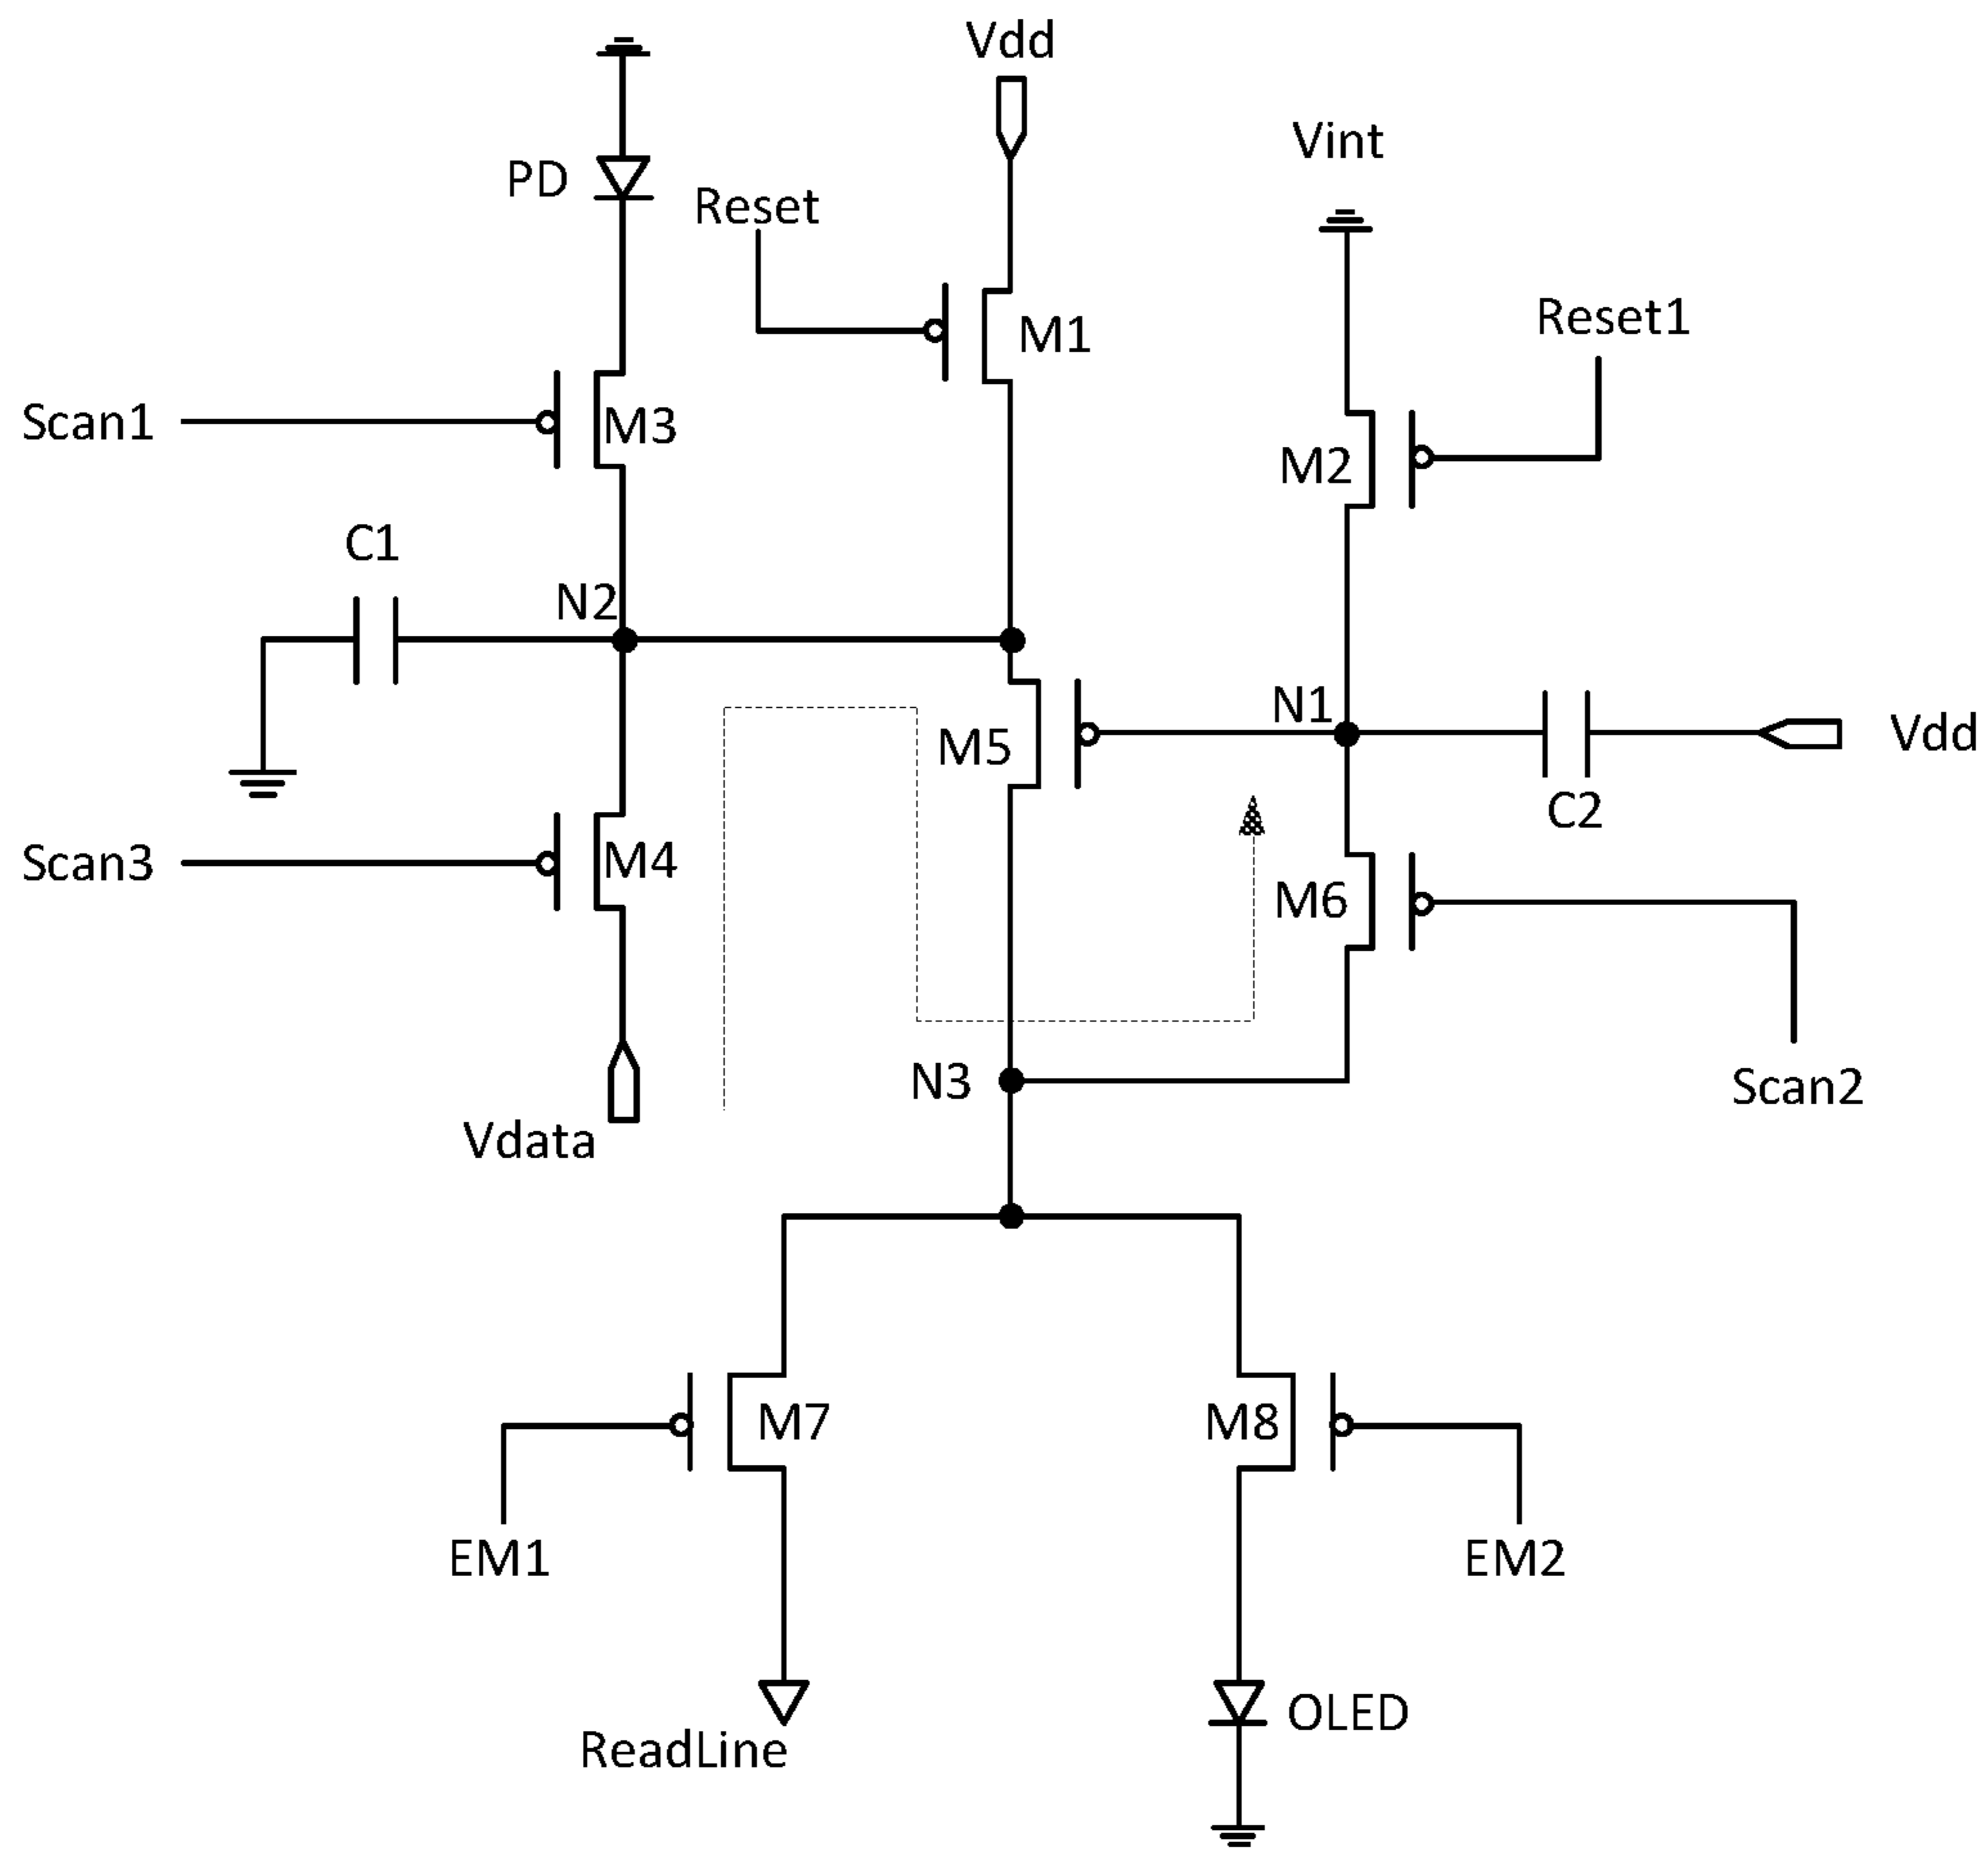 Vdd
Vint
PD
Reset
Reset1
M1
Scan1
M3
M2
C1
N2
N1
M5
Vdd
C2
Scan3
M4
M6
N3
Scan2
Vdata
M7
M8
EM1
EM2
OLED
ReadLine